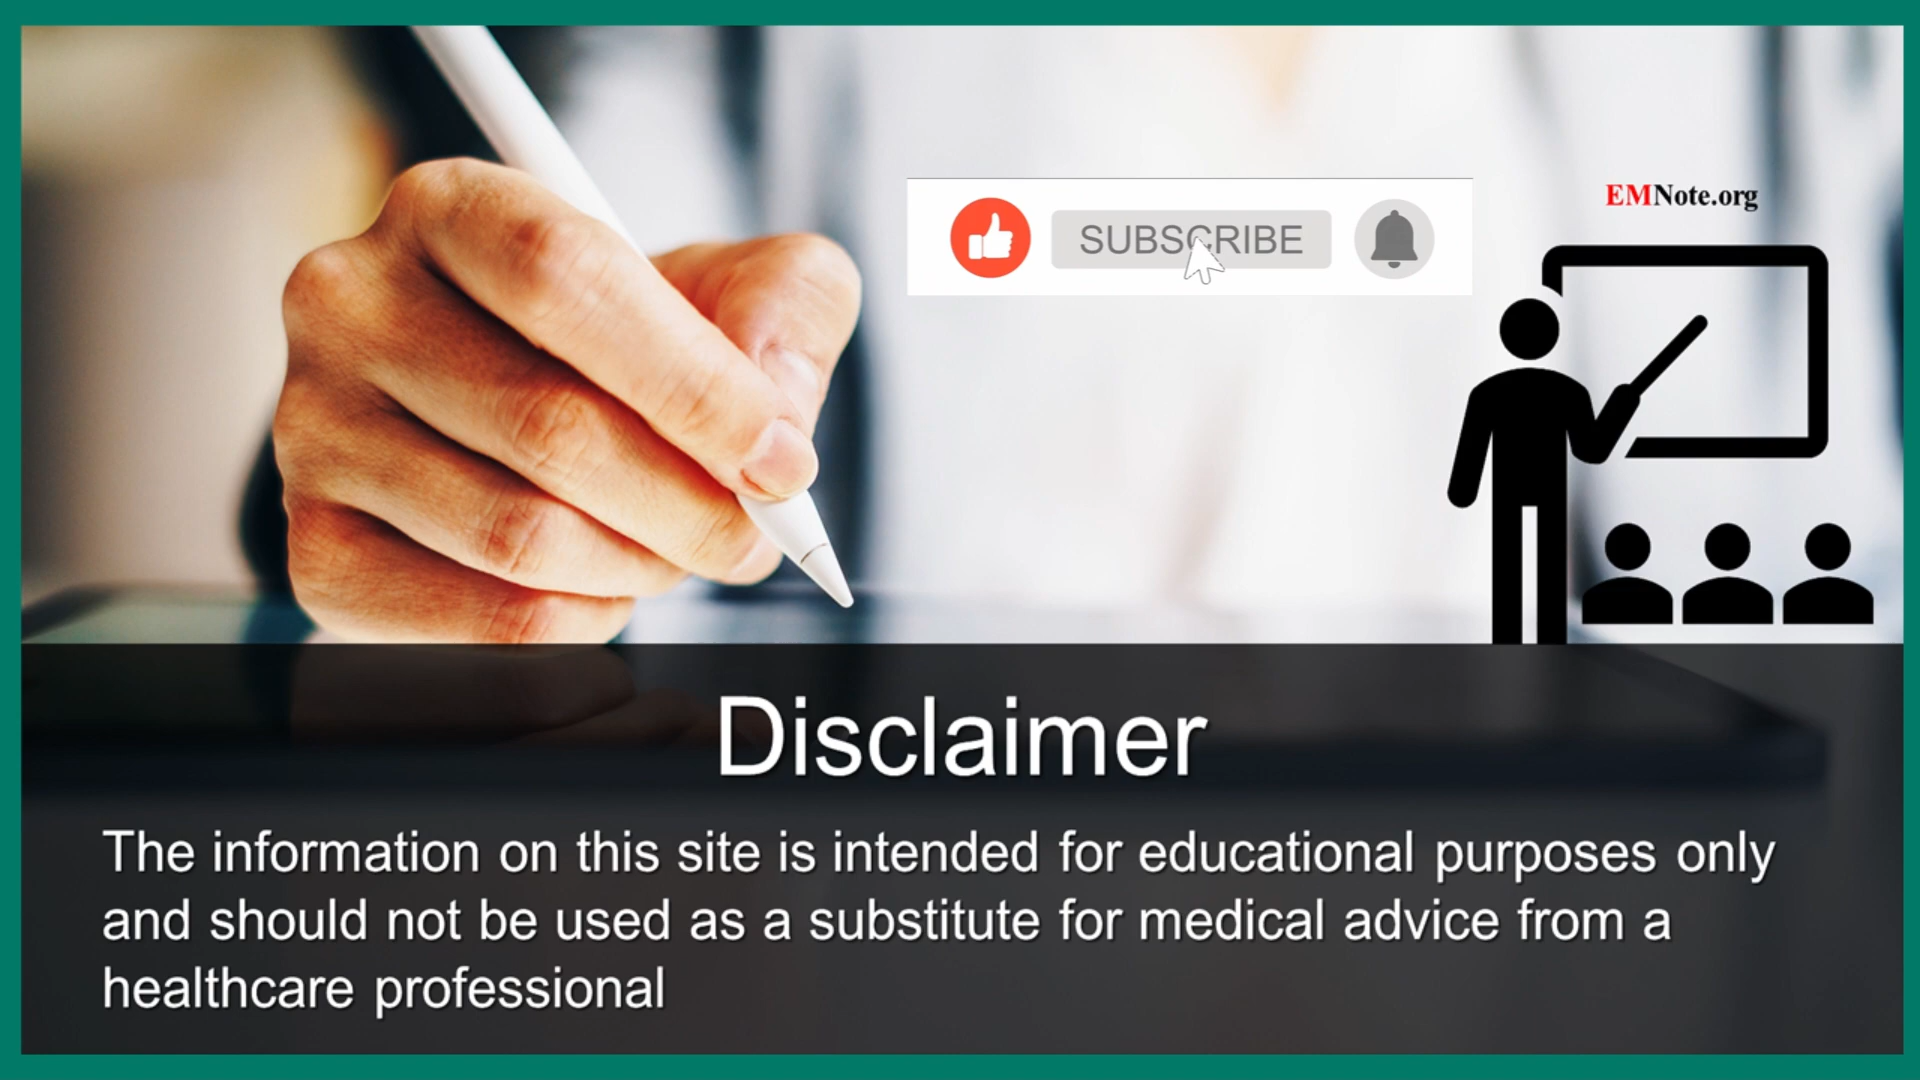 EMNote.org
SUBSCRIBE
Disclaimer
The information on this site is intended for educational purposes only
and should not be used as a substitute for medical advice from a
healthcare professional